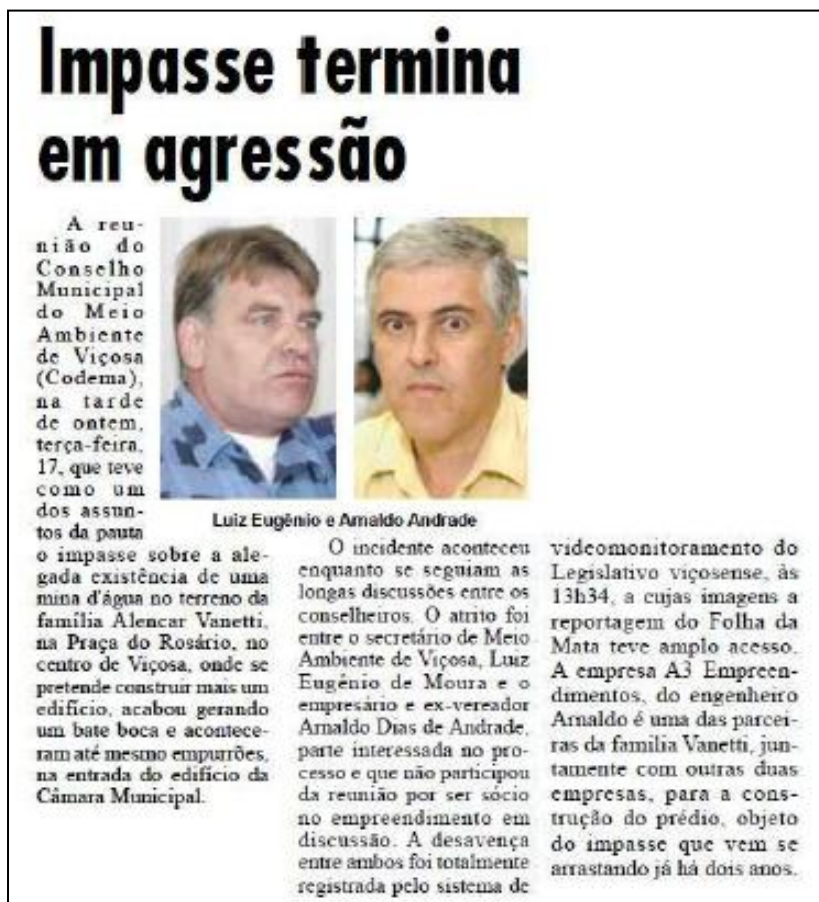 Impasse termina
em agressão
A reu-
nião do
Conselho
Municipal
do Meio
Ambiente
de Viçosa
(Codema),
na tarde
de ontem,
terça-feira,
17, que teve
como um
dos assun-
tos da pauta
o impasse sobre a ale-
gada existência de uma
mina d'água no terreno da
família Alencar Vanetti,
na Praça do Rosário, no
centro de Viçosa, onde se
pretende construir mais um
edifício, acabou gerando
um bate boca e acontece-
ram até mesmo empurrões,
na entrada do edifício da
Câmara Municipal.
Luiz Eugênio e Arnaldo Andrade
O incidente aconteceu
enquanto se seguiam as
longas discussões entre os
conselheiros. O atrito foi
entre o secretário de Meio
Ambiente de Viçosa, Luiz
Eugênio de Moura e o
empresário e ex-vereador
Arnaldo Dias de Andrade,
parte interessada no pro-
cesso e que não participou
da reunião por ser sócio
no empreendimento em
discussão. A desavença
entre ambos foi totalmente
registrada pelo sistema de
videomonitoramento do
Legislativo viçosense, às
13h34, a cujas imagens a
reportagem do Folha da
Mata teve amplo acesso.
A empresa A3 Empreen-
dimentos, do engenheiro
Arnaldo é uma das parcei-
ras da família Vanetti, jun-
tamente com outras duas
empresas, para a cons-
trução do prédio, objeto
do impasse que vem se
arrastando já há dois anos.